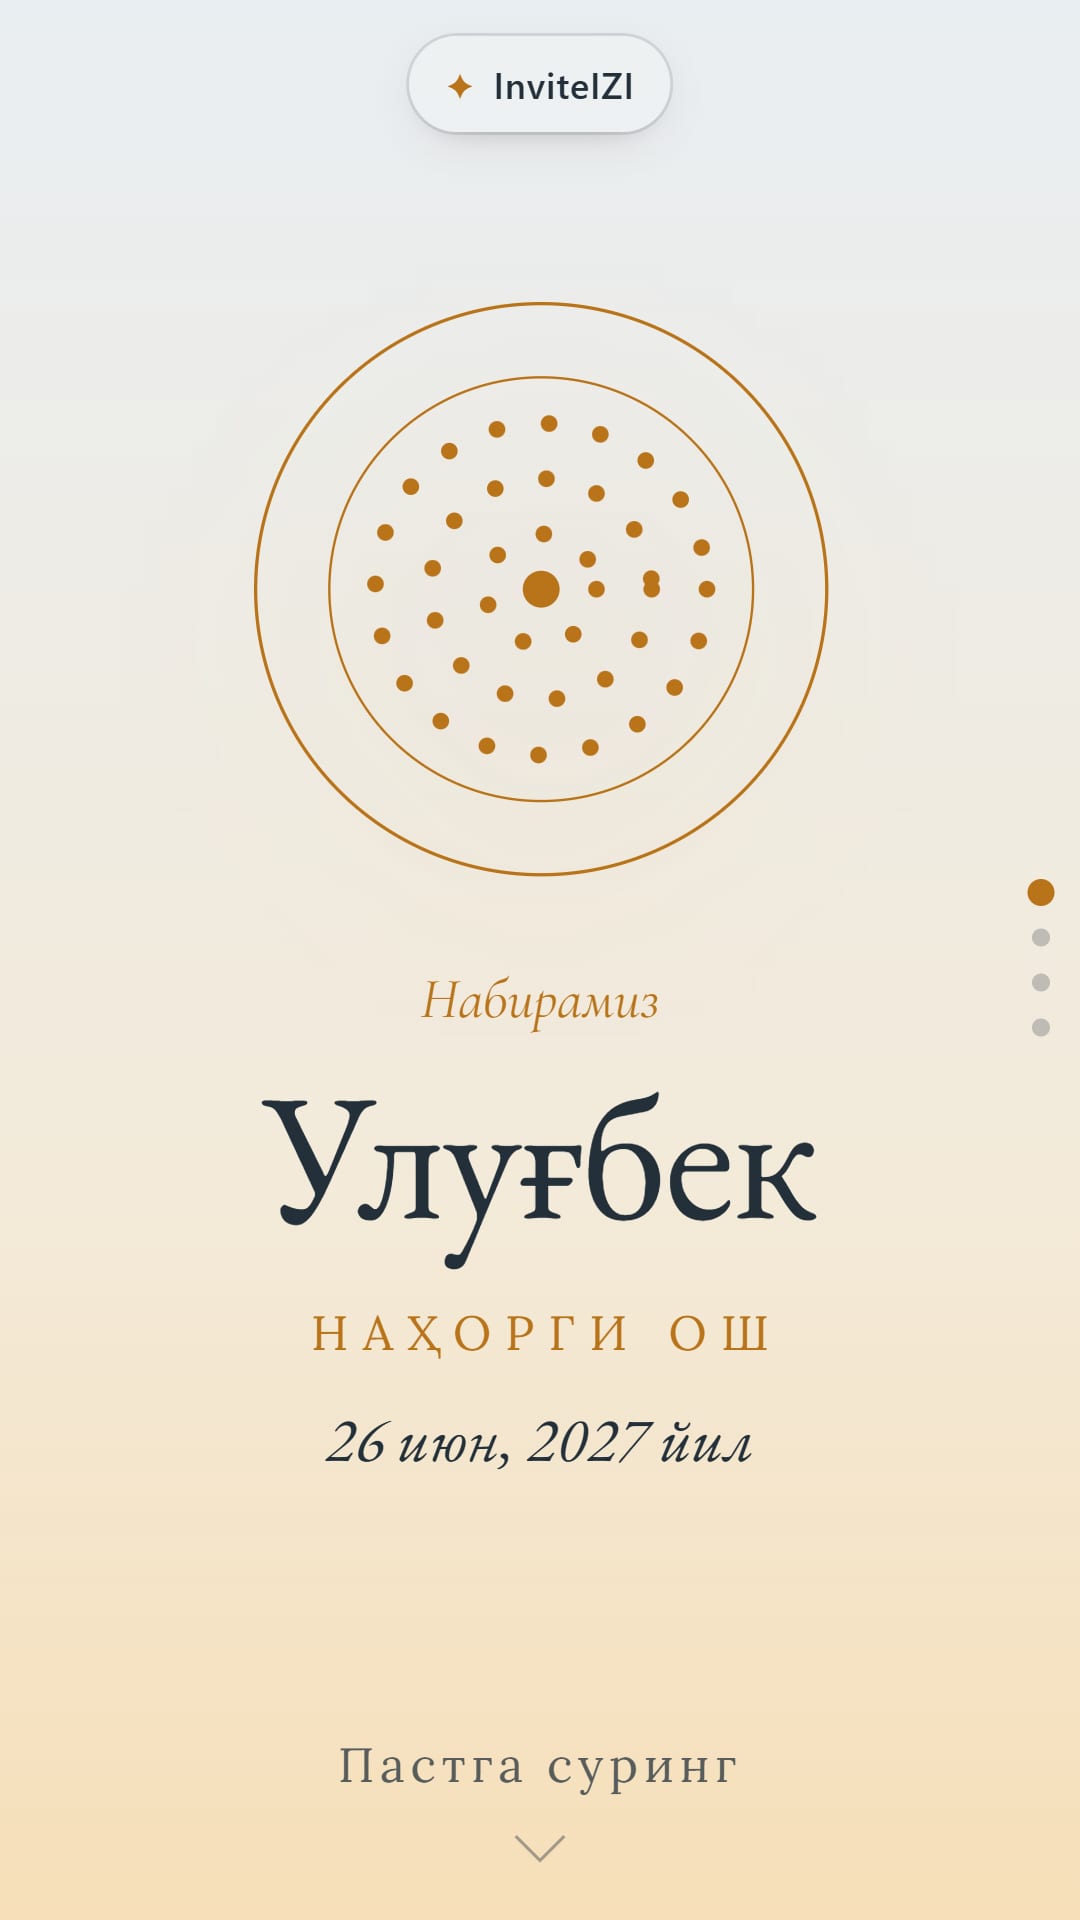 InviteIZI
Набирамиз
Улуғбек
НАҲОРГИ ОШ
26 июн, 2027 йил
Пастга суринг